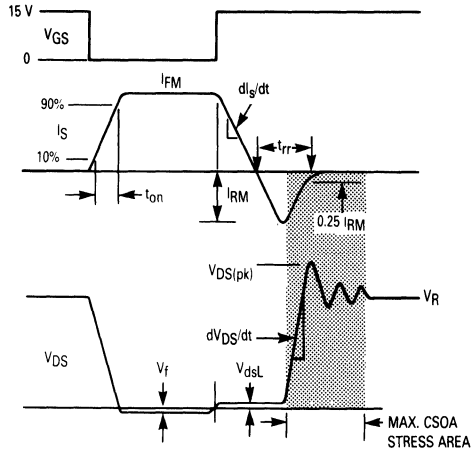 15 V
VGS
0
IFM
dIs/dt
90%
IS
trr
10%
ton
IRM
0.25 IRM
VDS(pk)
VR
dVDS/dt
VDS
Vf
VdsL
MAX. CSOA
STRESS AREA